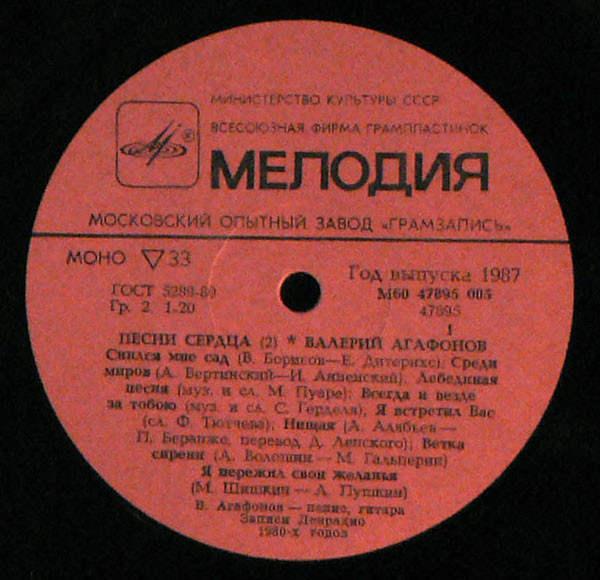 МИНИСТЕРСТВО КУЛЬТУРЫ СССР
ВСЕСОЮЗНАЯ ФИРМА ГРАМПЛАСТИНОК
®
МЕЛОДИЯ
МОСКОВСКИЙ ОПЫТНЫЙ ЗАВОД «ГРАМЗАПИСЬ»
МОНО ▽ 33
Год выпуска 1987
ГОСТ 5289-80
М60 47895 005
Гр. 2. 1.20
47895
1
ПЕСНИ СЕРДЦА (2) * ВАЛЕРИЙ АГАФОНОВ
Снился мне сад (В. Борисов—Е. Дитерихс); Среди
миров (А. Вертинский—И. Анненский). Лебединая
песня (муз. и сл. М. Пуаре); Всегда и везде
за тобою (муз. и сл. С. Герделя); Я встретил Вас
(сл. Ф. Тютчева); Нищая (А. Алябьев—
П. Беранже, перевод Д. Ленского); Ветка
сирени (Д. Волошин—М. Гальперин)
Я пережил свои желанья
(М. Шишкин—А. Пушкин)
В. Агафонов—пение, гитара
Записи Ленрадио
1980-х годов